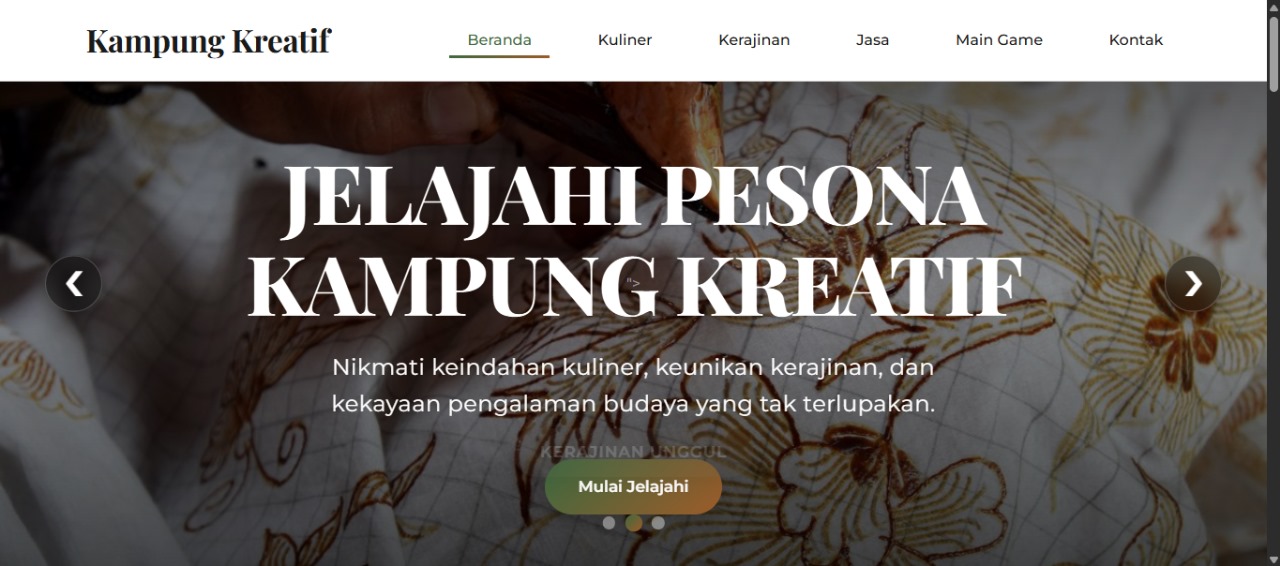 Kampung Kreatif
Beranda Kuliner Kerajinan Jasa Main Game Kontak
JELAJAHI PESONA
KAMPUNG KREATIF
">
Nikmati keindahan kuliner, keunikan kerajinan, dan
kekayaan pengalaman budaya yang tak terlupakan.
KERAJINAN UNGGUL
Mulai Jelajahi